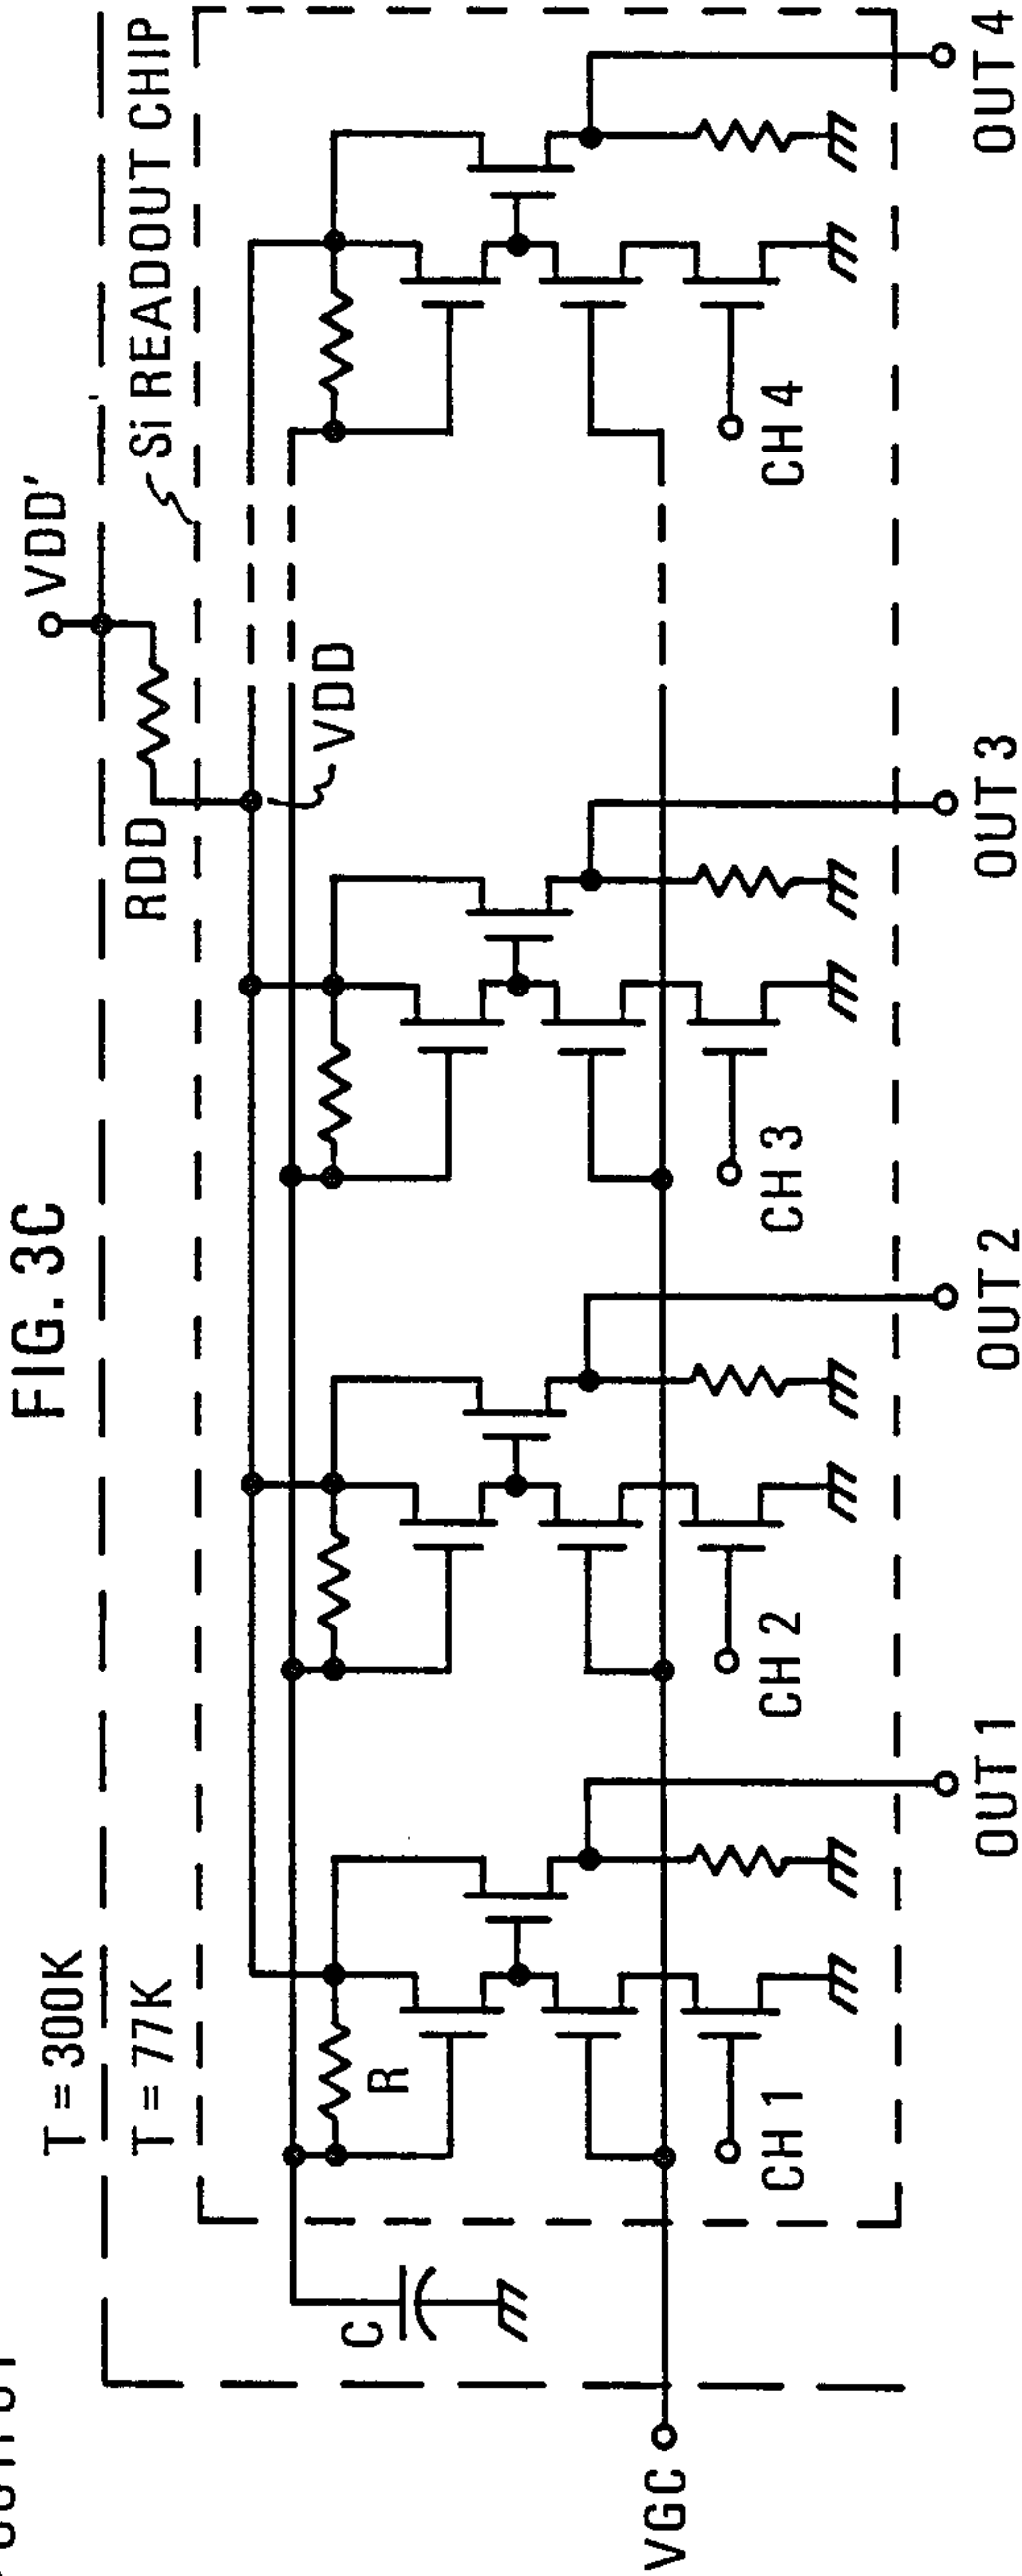 FIG. 3C
VDD'
T = 300K
T = 77K
RDD
Si READOUT CHIP
VDD
R
C
CH 1
CH 2
CH 3
CH 4
VGC
OUT 1
OUT 2
OUT 3
OUT 4